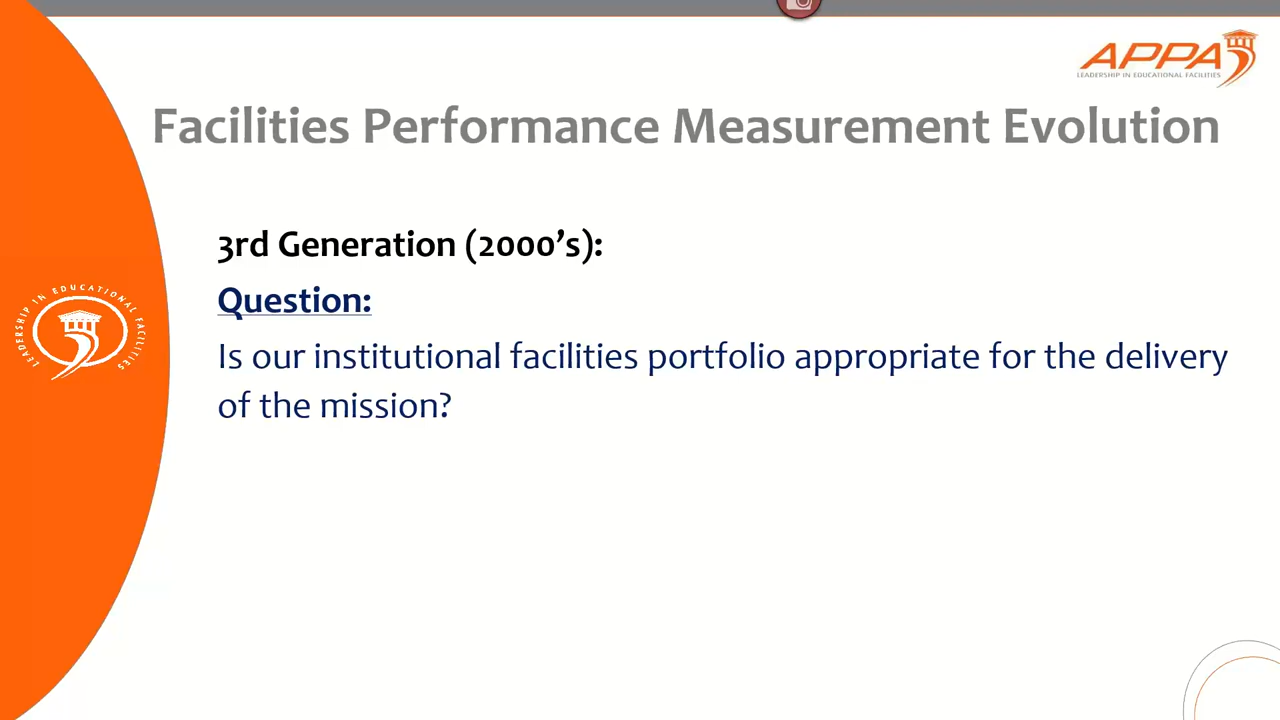 APPA
LEADERSHIP IN EDUCATIONAL FACILITIES
Facilities Performance Measurement Evolution
3rd Generation (2000’s):
Question:
Is our institutional facilities portfolio appropriate for the delivery
of the mission?
LEADERSHIP IN EDUCATIONAL FACILITIES